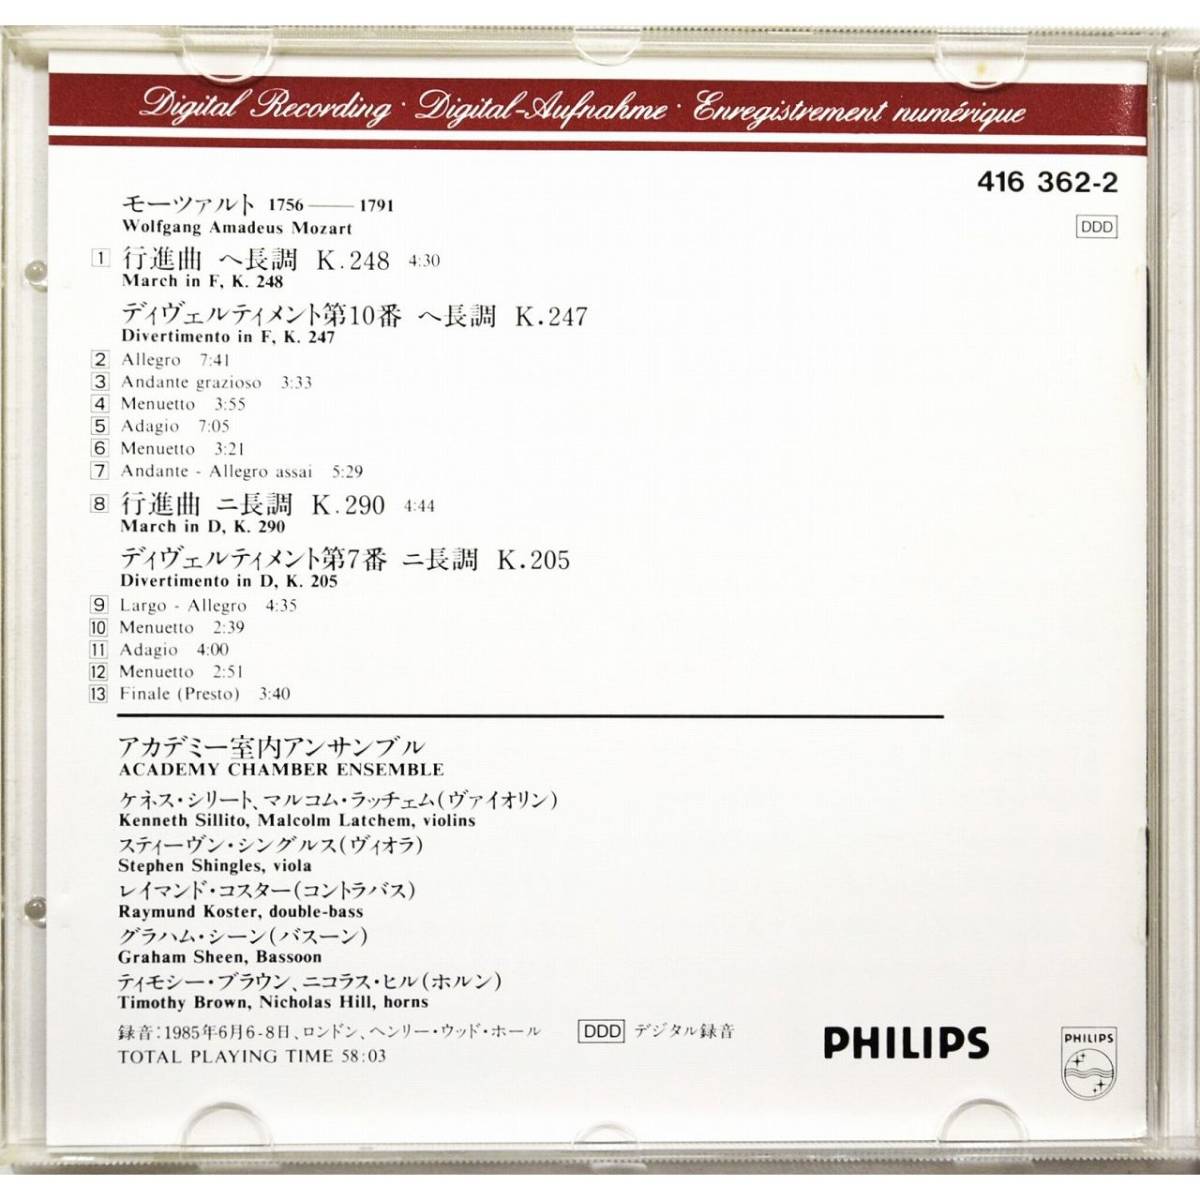 Digital Recording · Digital-Aufnahme · Enregistrement numérique
416 362-2
DDD
モーツァルト 1756——1791
Wolfgang Amadeus Mozart
1 行進曲 ヘ長調 K.248 4:30
March in F, K. 248
ディヴェルティメント第10番 ヘ長調 K.247
Divertimento in F, K. 247
2 Allegro 7:41
3 Andante grazioso 3:33
4 Menuetto 3:55
5 Adagio 7:05
6 Menuetto 3:21
7 Andante - Allegro assai 5:29
8 行進曲 ニ長調 K.290 4:44
March in D, K. 290
ディヴェルティメント第7番 ニ長調 K.205
Divertimento in D, K. 205
9 Largo - Allegro 4:35
10 Menuetto 2:39
11 Adagio 4:00
12 Menuetto 2:51
13 Finale (Presto) 3:40
アカデミー室内アンサンブル
ACADEMY CHAMBER ENSEMBLE
ケネス・シリート、マルコム・ラッチェム(ヴァイオリン)
Kenneth Sillito, Malcolm Latchem, violins
スティーヴン・シングルス(ヴィオラ)
Stephen Shingles, viola
レイマンド・コスター(コントラバス)
Raymund Koster, double-bass
グラハム・シーン(バスーン)
Graham Sheen, Bassoon
ティモシー・ブラウン、ニコラス・ヒル(ホルン)
Timothy Brown, Nicholas Hill, horns
録音:1985年6月6-8日、ロンドン、ヘンリー・ウッド・ホール DDD デジタル録音
TOTAL PLAYING TIME 58:03
PHILIPS
PHILIPS